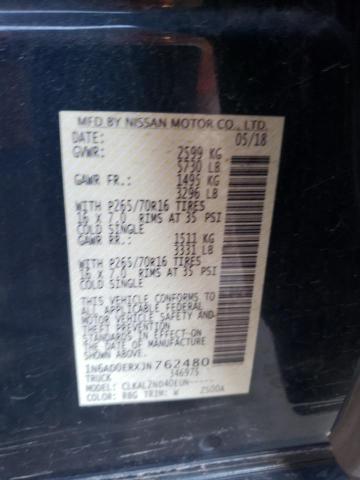 MFD.BY NISSAN MOTOR CO., LTD.
DATE: 05/18
GVWR: 2599 KG
5730 LB
GAWR FR.: 1495 KG
3296 LB
WITH P265/70R16 TIRES
16 X 7.0 RIMS AT 35 PSI
COLD SINGLE
GAWR RR: 1511 KG
3331 LB
WITH P265/70R16 TIRES
16 X 7.0 RIMS AT 35 PSI
COLD SINGLE
THIS VEHICLE CONFORMS TO
ALL APPLICABLE FEDERAL
MOTOR VEHICLE SAFETY
STANDARDS IN EFFECT ON
THE DATE OF MANUFACTURE
SHOWN ABOVE.
1N6AD0ERXJN762480
TRUCK 346975
MODEL: CLKALZND40EUN-----
COLOR: RBG TRIM: W 2500A